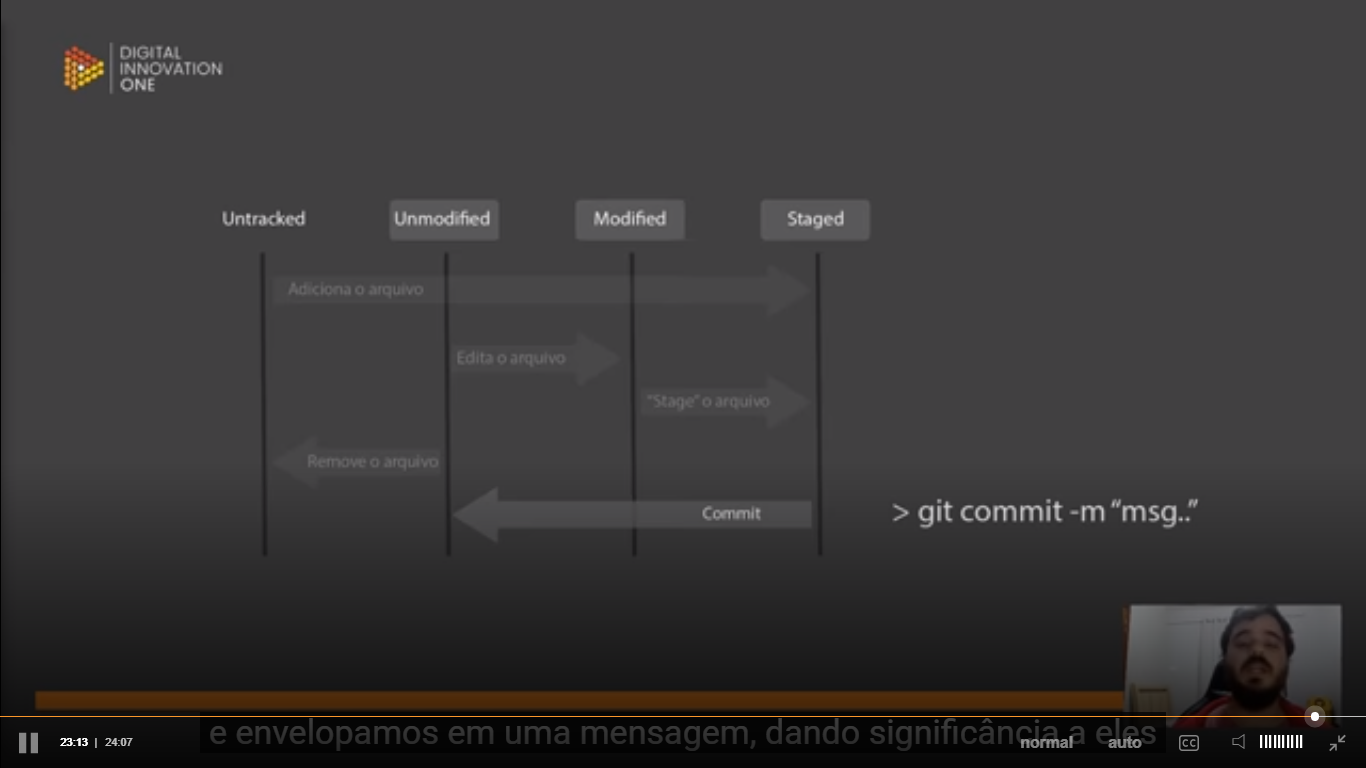 DIGITAL
INNOVATION
ONE
Untracked
Unmodified
Modified
Staged
Adiciona o arquivo
Edita o arquivo
"Stage" o arquivo
Remove o arquivo
Commit
> git commit -m “msg..”
e envelopamos em uma mensagem, dando significância a eles
23:13 | 24:07
normal
auto
CC